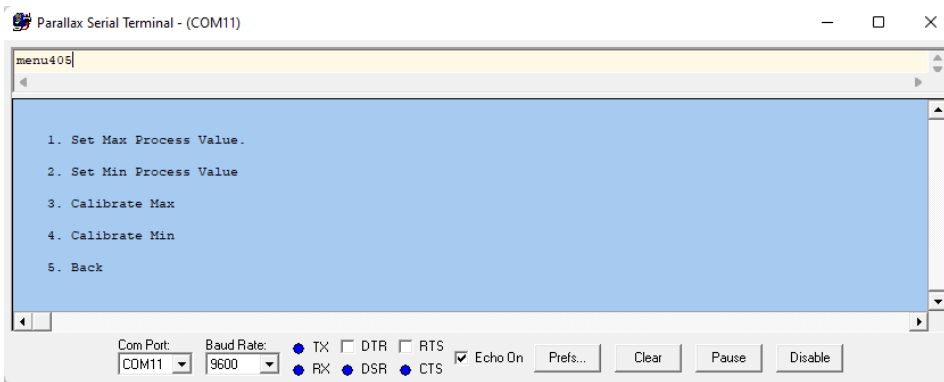 Parallax Serial Terminal - (COM11)
menu405
1. Set Max Process Value.
2. Set Min Process Value
3. Calibrate Max
4. Calibrate Min
5. Back
Com Port: Baud Rate: TX DTR RTS
COM11 9600 RX DSR CTS Echo On Prefs... Clear Pause Disable